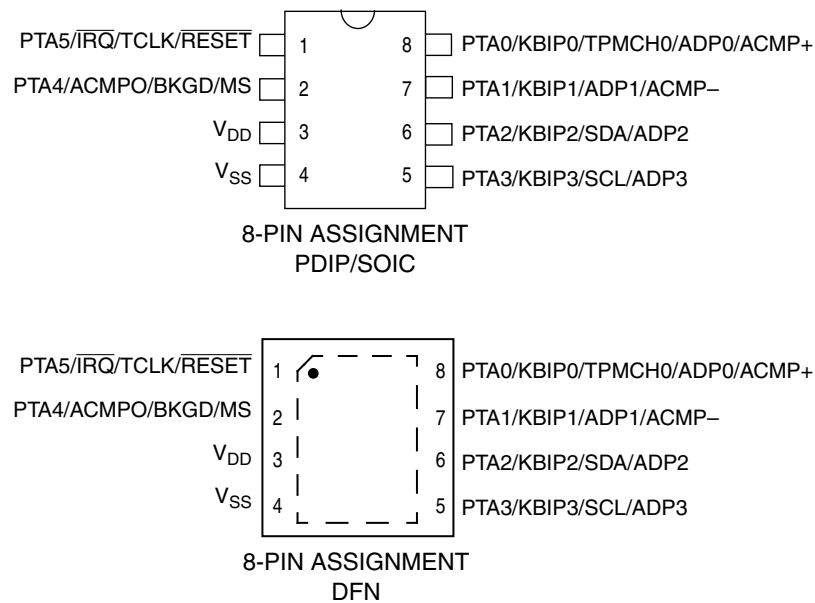 PTA5/IRQ/TCLK/RESET 1 8 PTA0/KBIP0/TPMCH0/ADP0/ACMP+
PTA4/ACMPO/BKGD/MS 2 7 PTA1/KBIP1/ADP1/ACMP–
VDD 3 6 PTA2/KBIP2/SDA/ADP2
VSS 4 5 PTA3/KBIP3/SCL/ADP3
8-PIN ASSIGNMENT
PDIP/SOIC
PTA5/IRQ/TCLK/RESET 1 8 PTA0/KBIP0/TPMCH0/ADP0/ACMP+
PTA4/ACMPO/BKGD/MS 2 7 PTA1/KBIP1/ADP1/ACMP–
VDD 3 6 PTA2/KBIP2/SDA/ADP2
VSS 4 5 PTA3/KBIP3/SCL/ADP3
8-PIN ASSIGNMENT
DFN